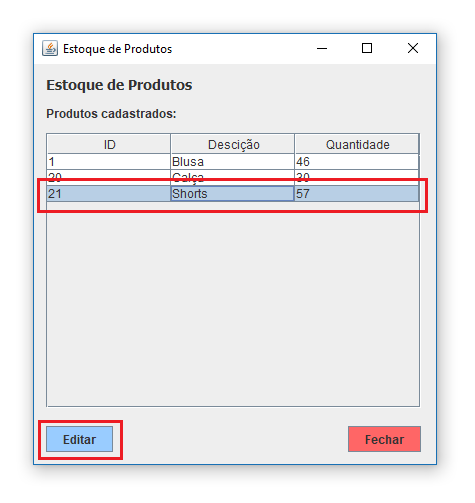 Estoque de Produtos
Estoque de Produtos
Produtos cadastrados:
ID Descição Quantidade
1 Blusa 46
20 Calça 30
21 Shorts 57
Editar Fechar